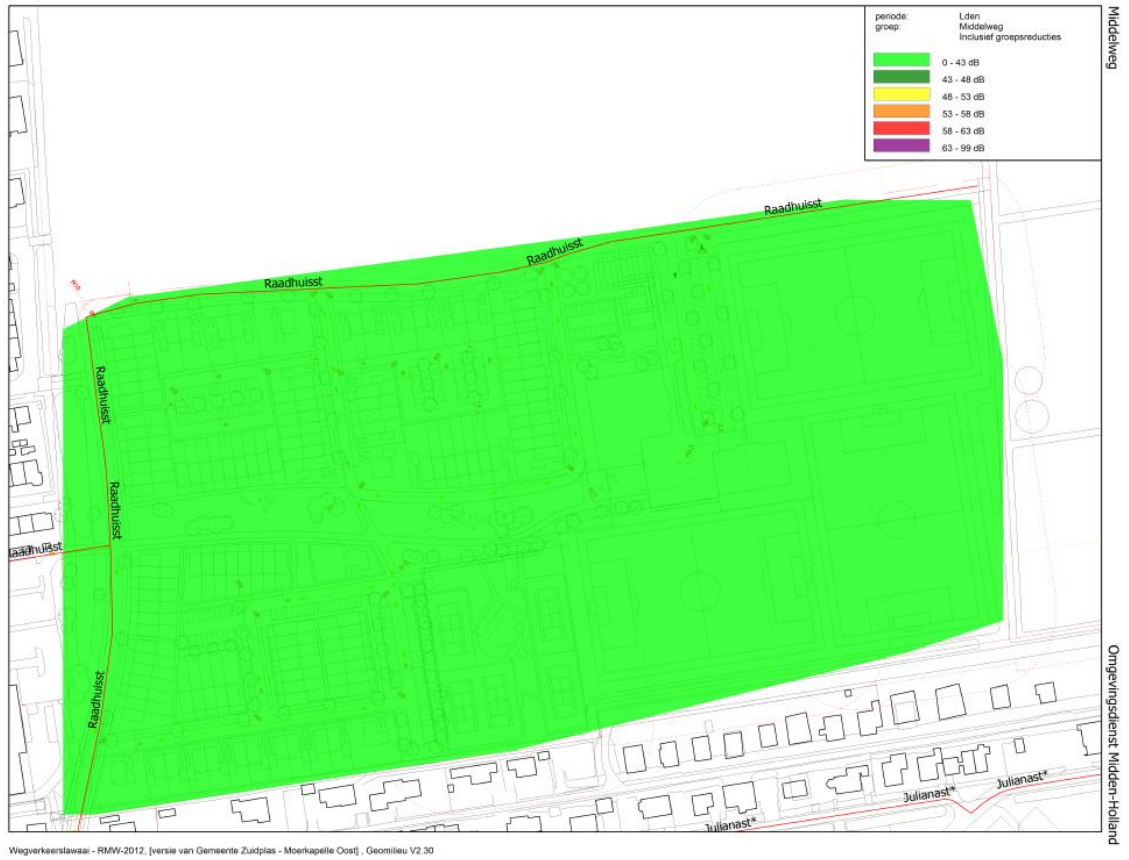 Middelweg
periode: Lden
groep: Middelweg
Inclusief groepsreducties
0 - 43 dB
43 - 48 dB
48 - 53 dB
53 - 58 dB
58 - 63 dB
63 - 99 dB
Raadhuisst
Raadhuisst
Raadhuisst
Raadhuisst
Raadhuisst
Raadhuisst
Raadhuisst
Julianast*
Julianast*
Julianast*
Omgevingsdienst Midden-Holland
Wegverkeerslawaai - RMW-2012, [versie van Gemeente Zuidplas - Moerkapelle Oost] , Geomilieu V2.30